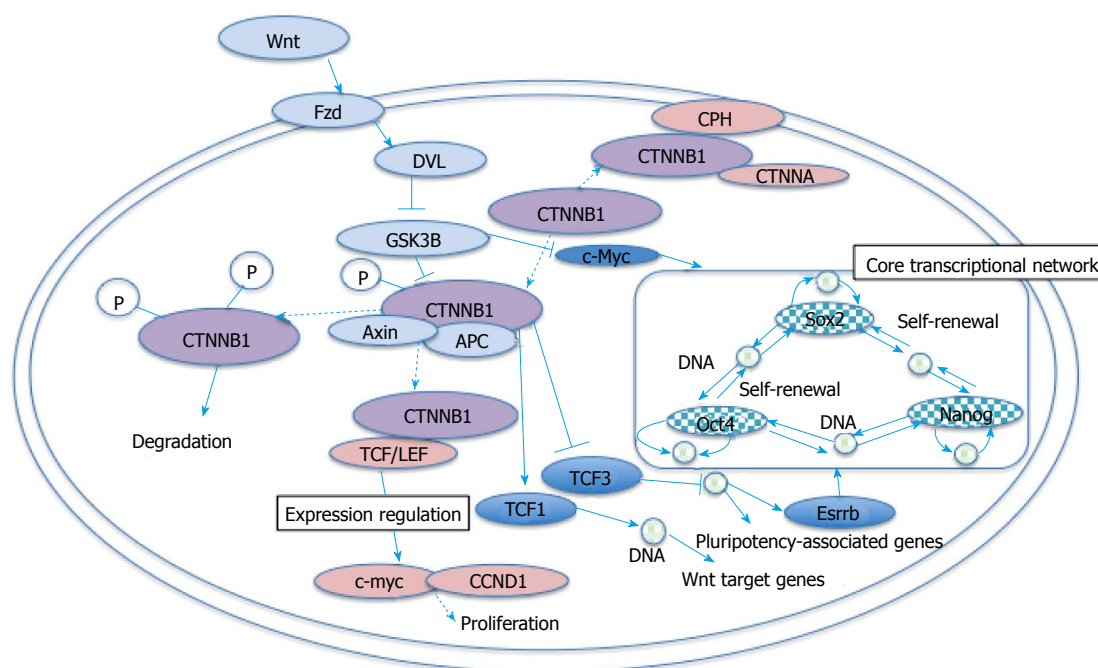 Wnt
Fzd
CPH
DVL
CTNNB1
CTNNA
CTNNB1
GSK3B
c-Myc
Core transcriptional network
P
P
P
CTNNB1
Sox2
Self-renewal
CTNNB1
Axin
APC
DNA
Self-renewal
Oct4
DNA
Nanog
CTNNB1
Degradation
TCF/LEF
TCF3
Expression regulation
TCF1
Esrrb
DNA
Pluripotency-associated genes
Wnt target genes
c-myc
CCND1
Proliferation